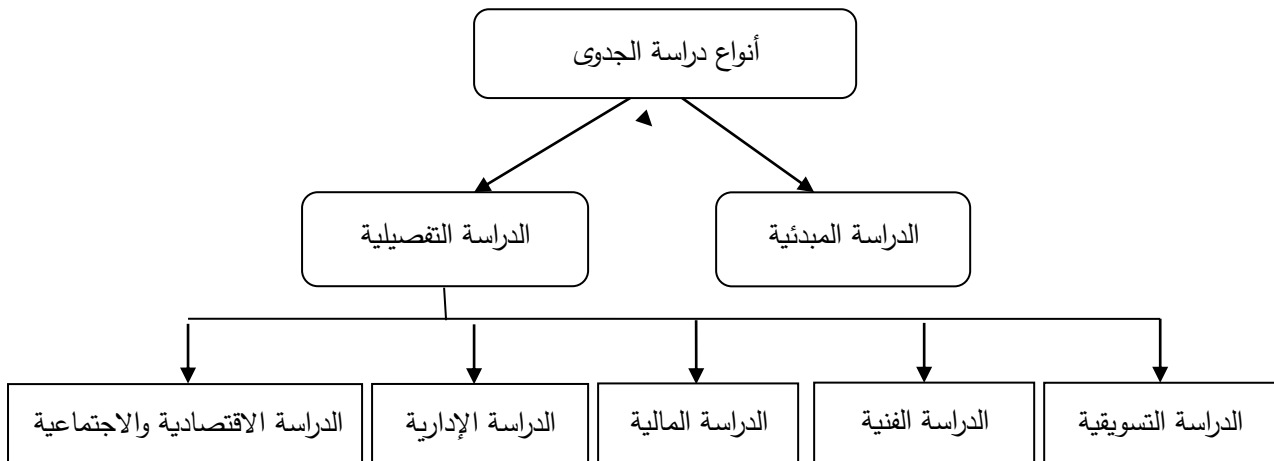 أنواع دراسة الجدوى
الدراسة المبدئية
الدراسة التفصيلية
الدراسة التسويقية
الدراسة الفنية
الدراسة المالية
الدراسة الإدارية
الدراسة الاقتصادية والاجتماعية